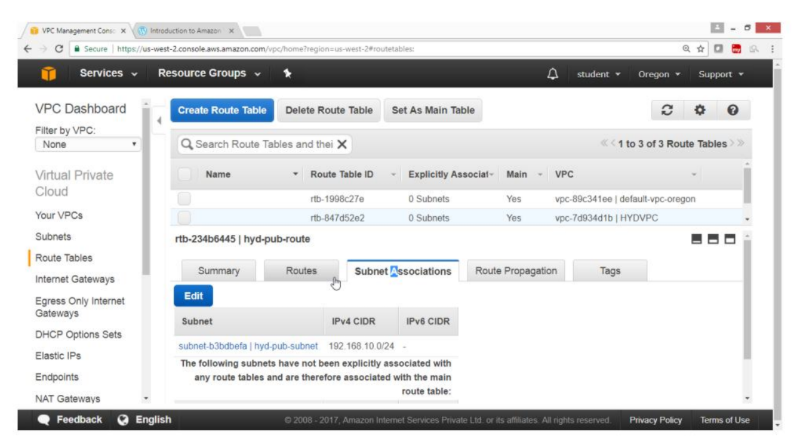 VPC Management Conso
Introduction to Amazon
Secure | https://us-west-2.console.aws.amazon.com/vpc/home?region=us-west-2#routetables:
Services Resource Groups student Oregon Support
VPC Dashboard
Filter by VPC:
None
Virtual Private
Cloud
Your VPCs
Subnets
Route Tables
Internet Gateways
Egress Only Internet
Gateways
DHCP Options Sets
Elastic IPs
Endpoints
NAT Gateways
Create Route Table Delete Route Table Set As Main Table
Search Route Tables and thei X
<< 1 to 3 of 3 Route Tables >>
Name Route Table ID Explicitly Associat Main VPC
rtb-1998c27e 0 Subnets Yes vpc-89c341ee | default-vpc-oregon
rtb-847d52e2 0 Subnets Yes vpc-7d934d1b | HYDVPC
rtb-234b6445 | hyd-pub-route
Summary Routes Subnet Associations Route Propagation Tags
Edit
Subnet IPv4 CIDR IPv6 CIDR
subnet-b3bdbefa | hyd-pub-subnet 192.168.10.0/24 -
The following subnets have not been explicitly associated with
any route tables and are therefore associated with the main
route table:
Feedback English © 2008 - 2017, Amazon Internet Services Private Ltd. or its affiliates. All rights reserved. Privacy Policy Terms of Use